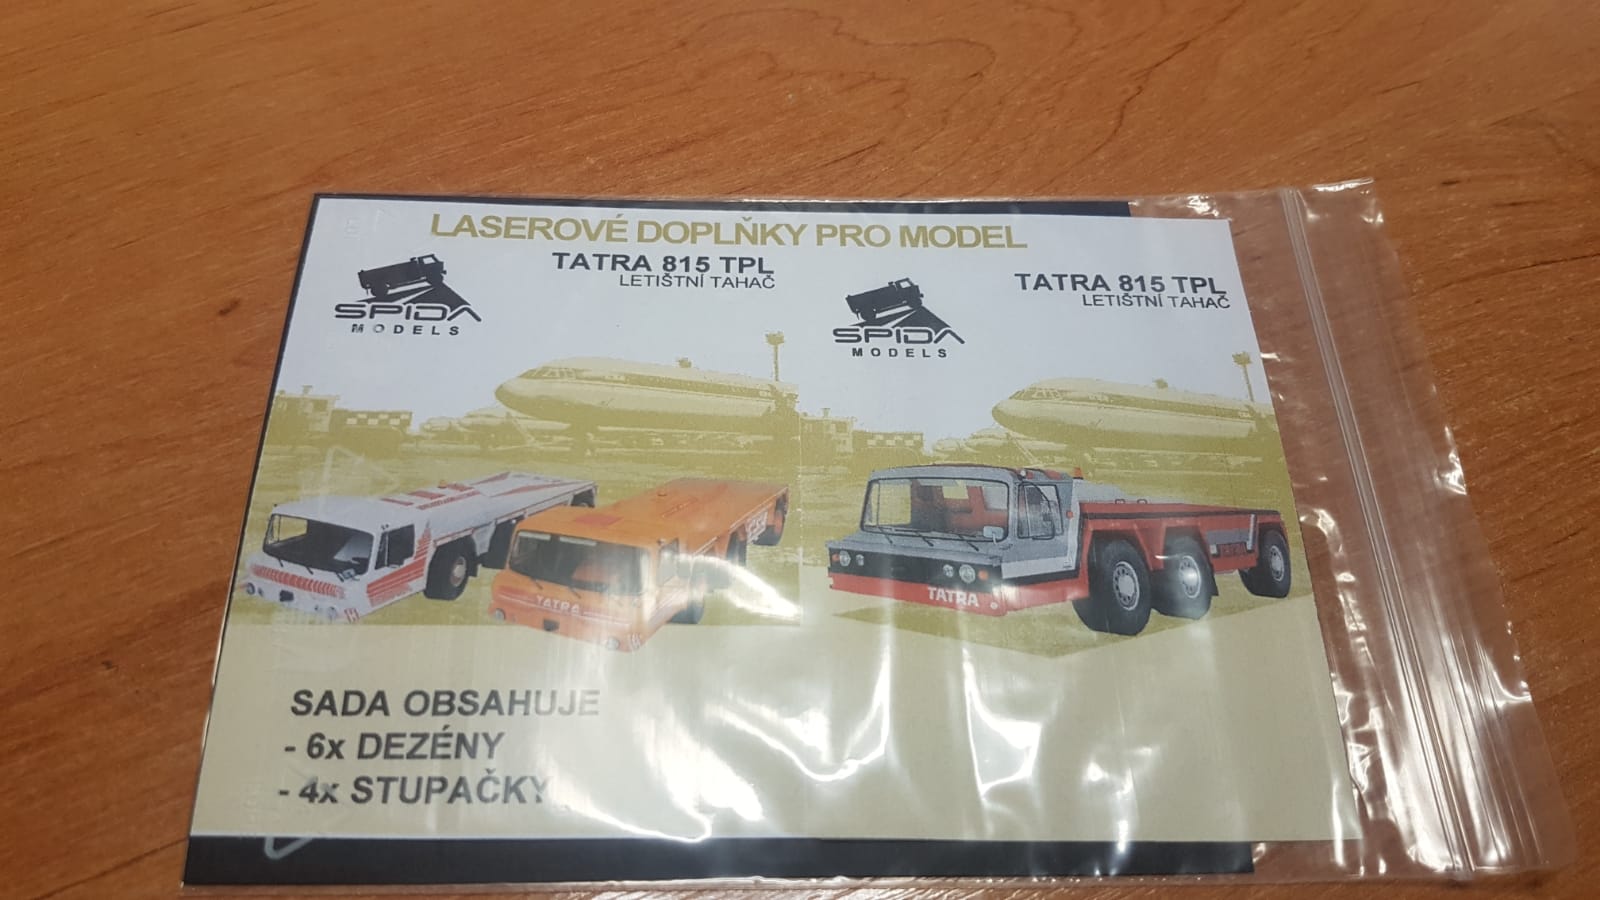 LASEROVÉ DOPLŇKY PRO MODEL
TATRA 815 TPL
LETIŠTNÍ TAHAČ
SPIDA
MODELS
TATRA 815 TPL
LETIŠTNÍ TAHAČ
SPIDA
MODELS
TATRA
TATRA
TATRA
SADA OBSAHUJE
- 6x DEZÉNY
- 4x STUPAČKY